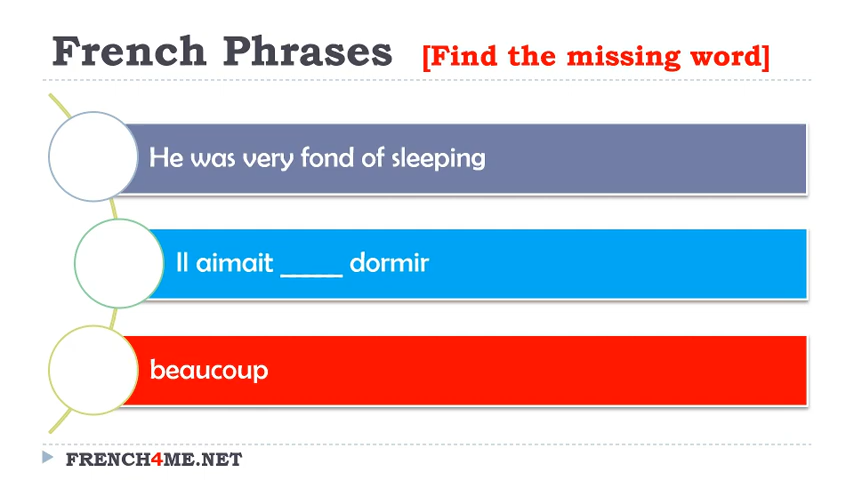 French Phrases [Find the missing word]
He was very fond of sleeping
Il aimait _____ dormir
beaucoup
FRENCH4ME.NET